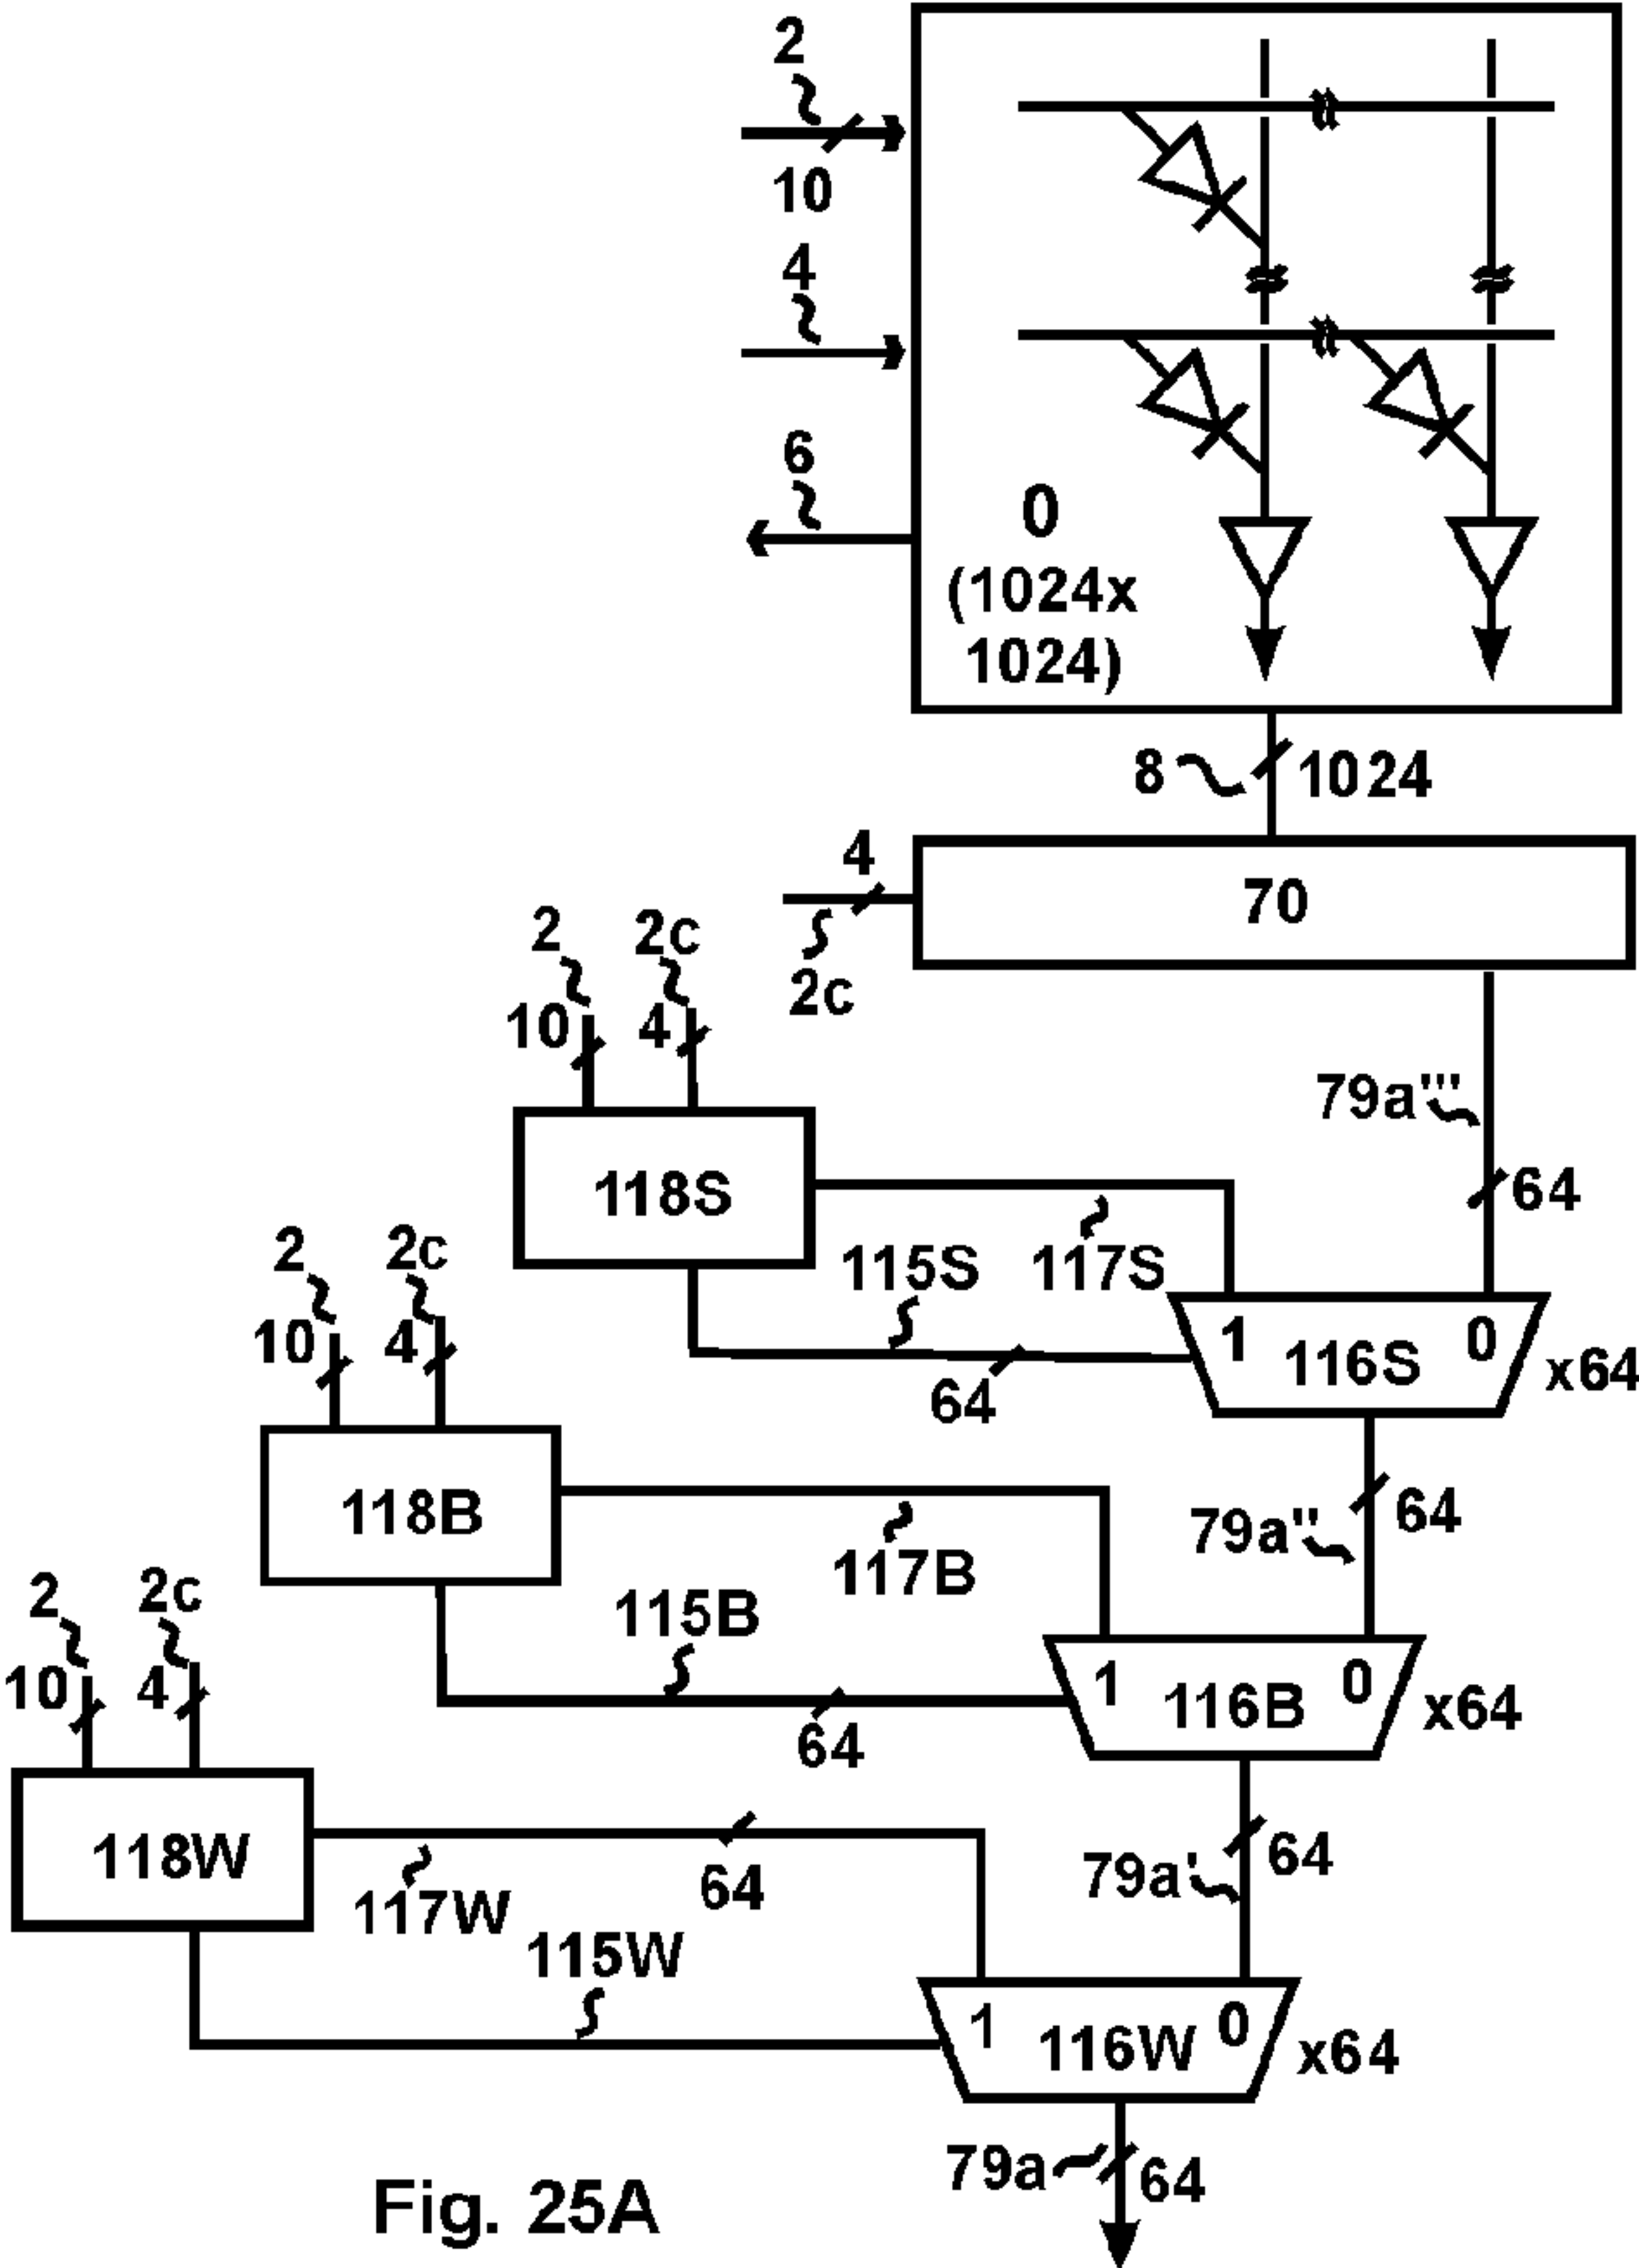 2
10
4
6
0
(1024x
1024)
8
1024
4
70
2c
2
2c
10
4
79a'''
118S
64
115S
117S
2
2c
10
4
1
116S
0
x64
64
118B
79a''
64
117B
2
2c
115B
10
4
1
116B
0
x64
64
118W
79a'
64
64
117W
115W
1
116W
0
x64
79a
64
Fig. 25A